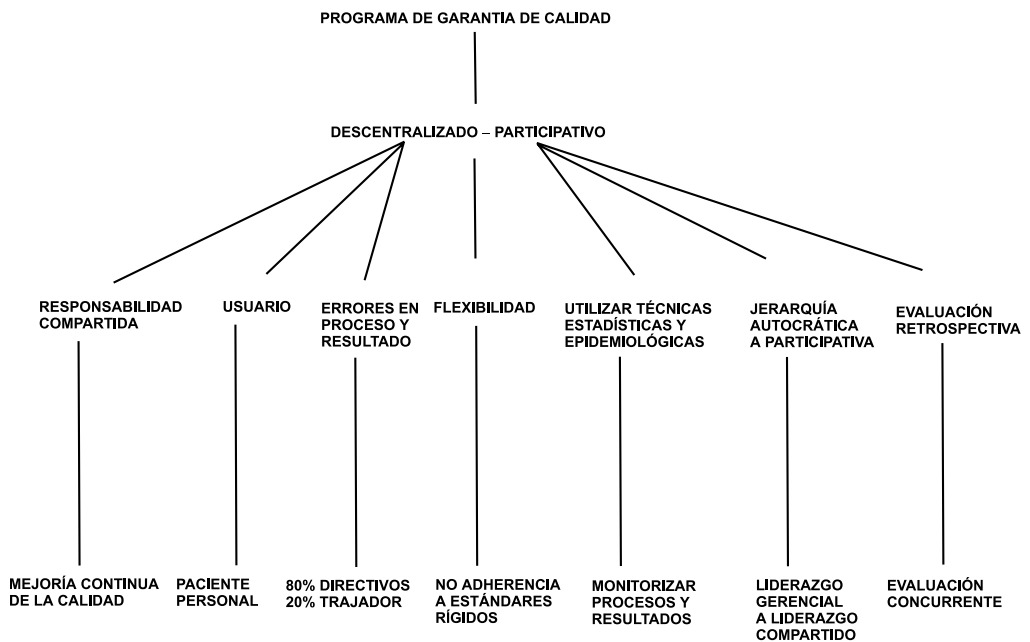 PROGRAMA DE GARANTIA DE CALIDAD
DESCENTRALIZADO – PARTICIPATIVO
RESPONSABILIDAD
COMPARTIDA
USUARIO
ERRORES EN
PROCESO Y
RESULTADO
FLEXIBILIDAD
UTILIZAR TÉCNICAS
ESTADÍSTICAS Y
EPIDEMIOLÓGICAS
JERARQUÍA
AUTOCRÁTICA
A PARTICIPATIVA
EVALUACIÓN
RETROSPECTIVA
MEJORÍA CONTINUA
DE LA CALIDAD
PACIENTE
PERSONAL
80% DIRECTIVOS
20% TRAJADOR
NO ADHERENCIA
A ESTÁNDARES
RÍGIDOS
MONITORIZAR
PROCESOS Y
RESULTADOS
LIDERAZGO
GERENCIAL
A LIDERAZGO
COMPARTIDO
EVALUACIÓN
CONCURRENTE